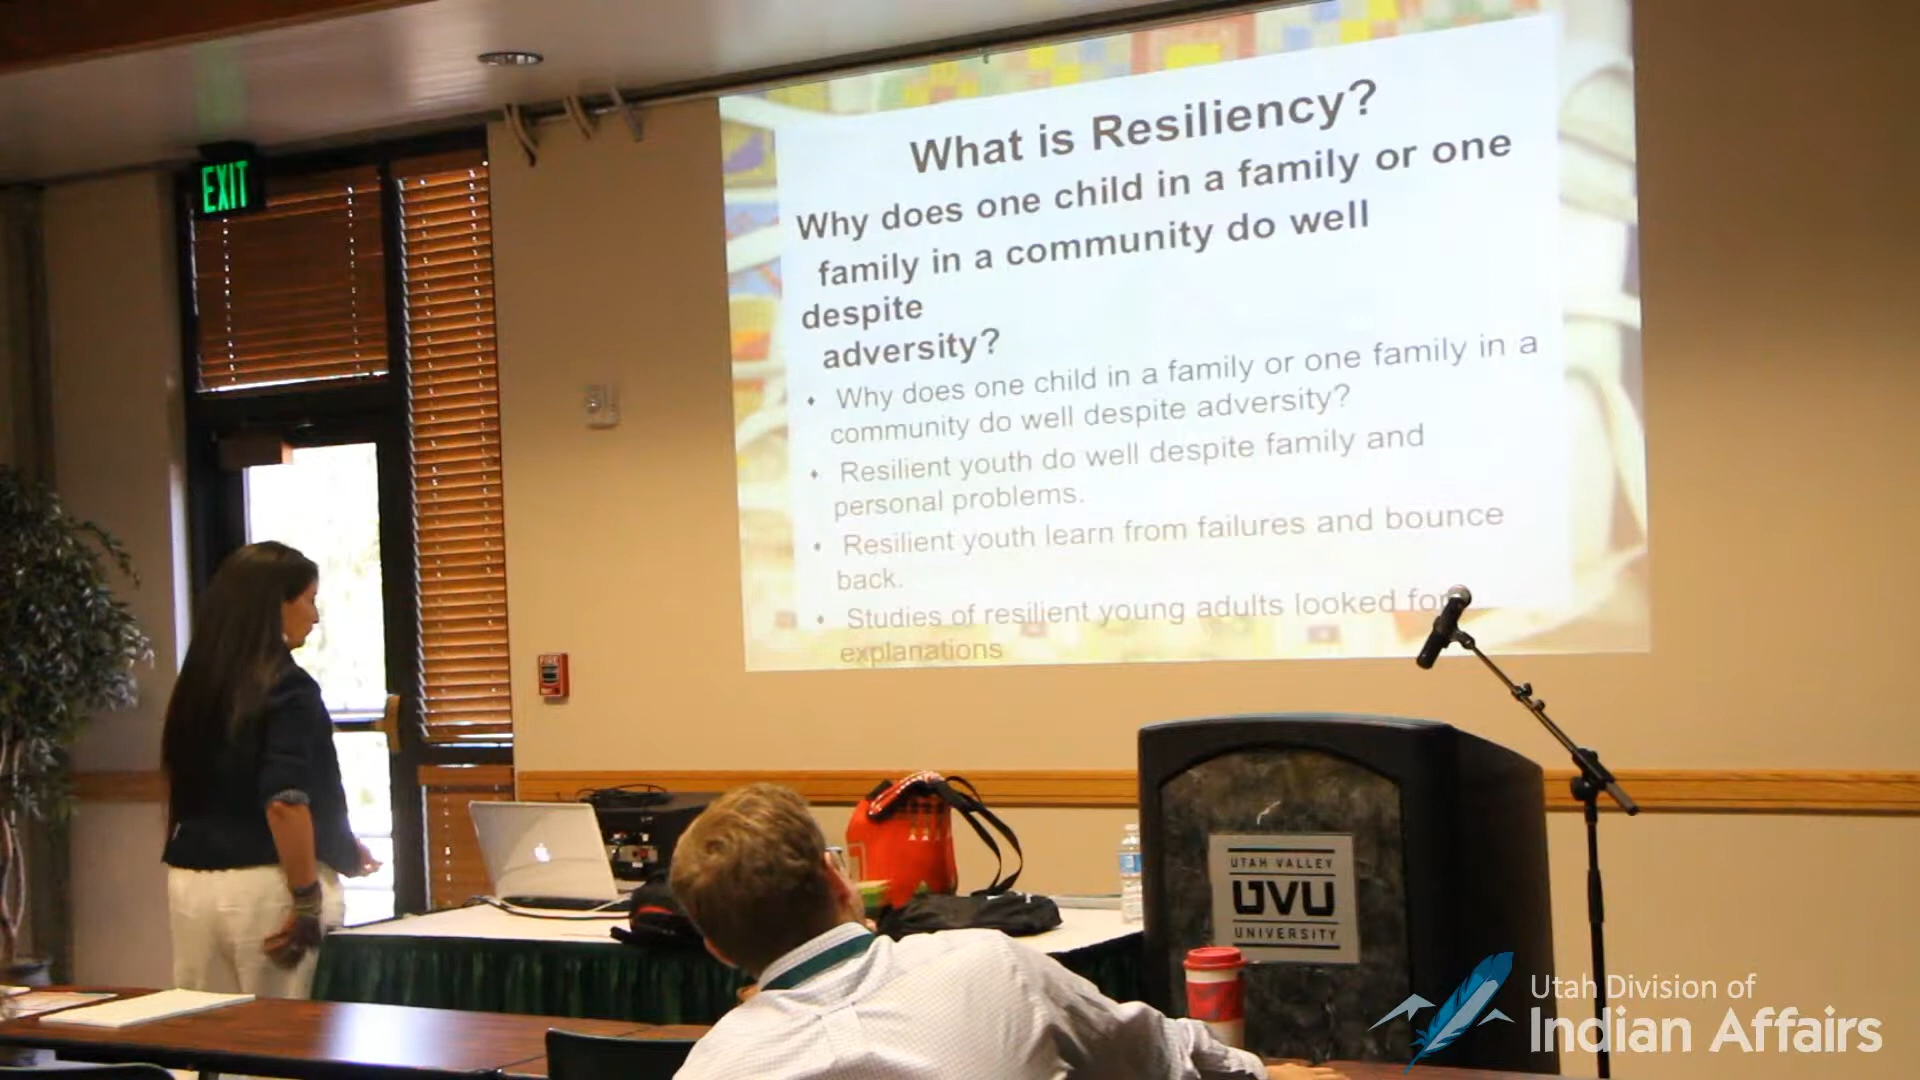 EXIT
What is Resiliency?
Why does one child in a family or one
family in a community do well
despite
adversity?
• Why does one child in a family or one family in a
community do well despite adversity?
• Resilient youth do well despite family and
personal problems.
• Resilient youth learn from failures and bounce
back.
• Studies of resilient young adults looked for
explanations
FIRE
UTAH VALLEY
UVU
UNIVERSITY
Utah Division of
Indian Affairs